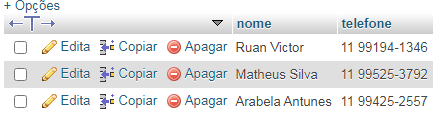 + Opções
nome telefone
Edita Copiar Apagar Ruan Victor 11 99194-1346
Edita Copiar Apagar Matheus Silva 11 99525-3792
Edita Copiar Apagar Arabela Antunes 11 99425-2557